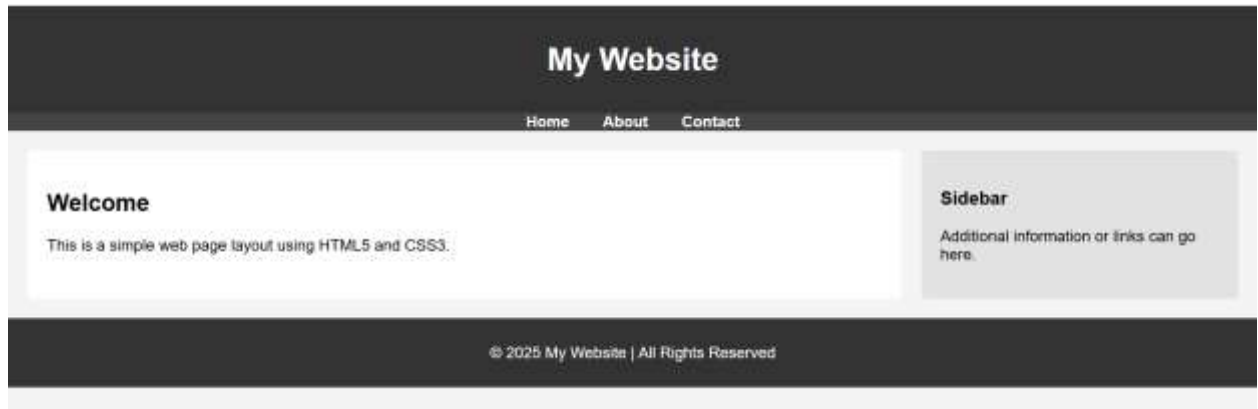 My Website
Home About Contact
Welcome
This is a simple web page layout using HTML5 and CSS3.
Sidebar
Additional information or links can go
here.
© 2025 My Website | All Rights Reserved